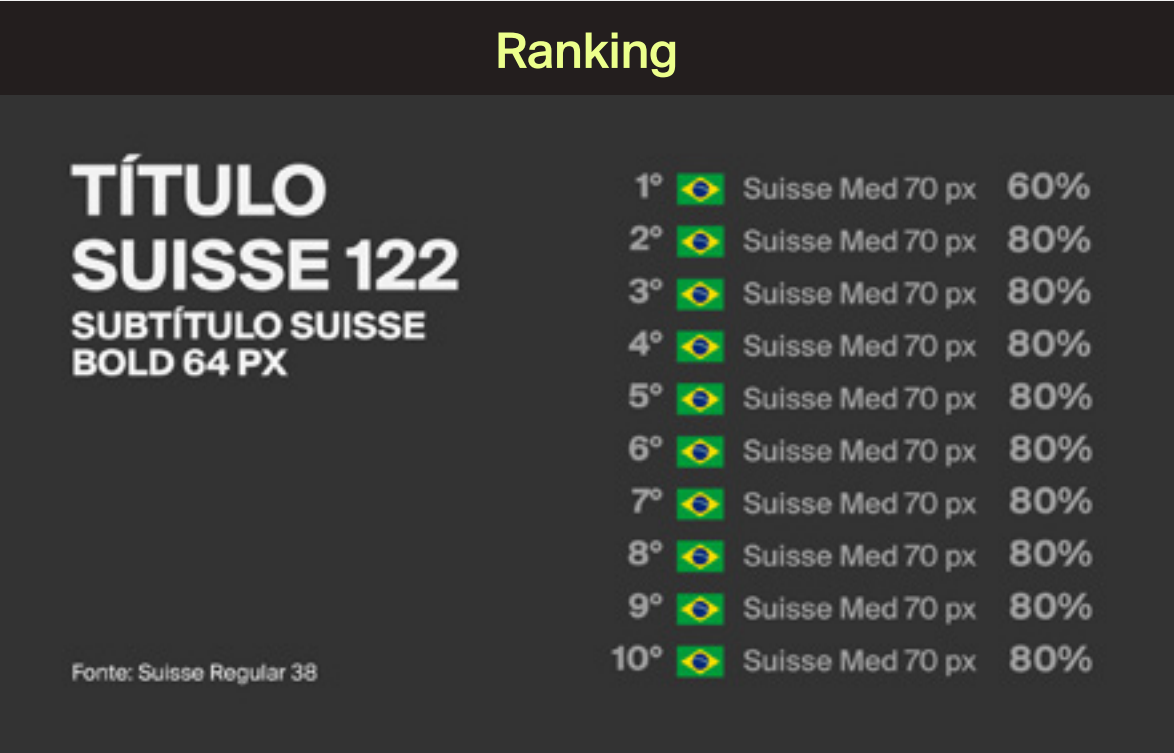 Ranking
TÍTULO
SUISSE 122
SUBTÍTULO SUISSE
BOLD 64 PX
1º Suisse Med 70 px 60%
2º Suisse Med 70 px 80%
3º Suisse Med 70 px 80%
4º Suisse Med 70 px 80%
5º Suisse Med 70 px 80%
6º Suisse Med 70 px 80%
7º Suisse Med 70 px 80%
8º Suisse Med 70 px 80%
9º Suisse Med 70 px 80%
10º Suisse Med 70 px 80%
Fonte: Suisse Regular 38